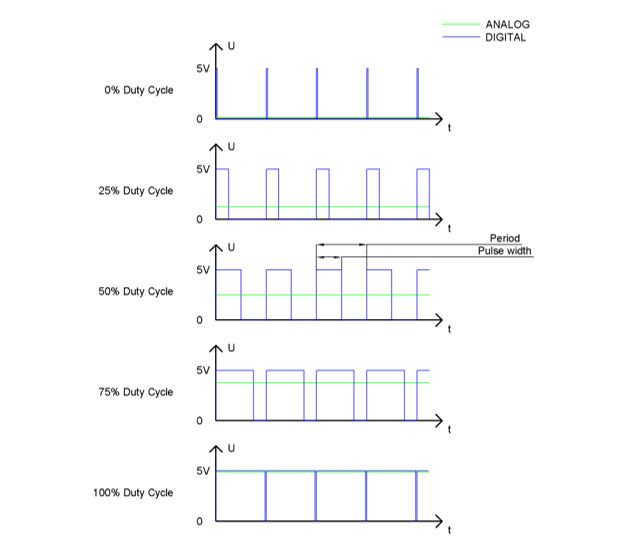 ANALOG
DIGITAL
U
5V
0% Duty Cycle
0
t
U
5V
25% Duty Cycle
0
t
U
Period
Pulse width
5V
50% Duty Cycle
0
t
U
5V
75% Duty Cycle
0
t
U
5V
100% Duty Cycle
0
t